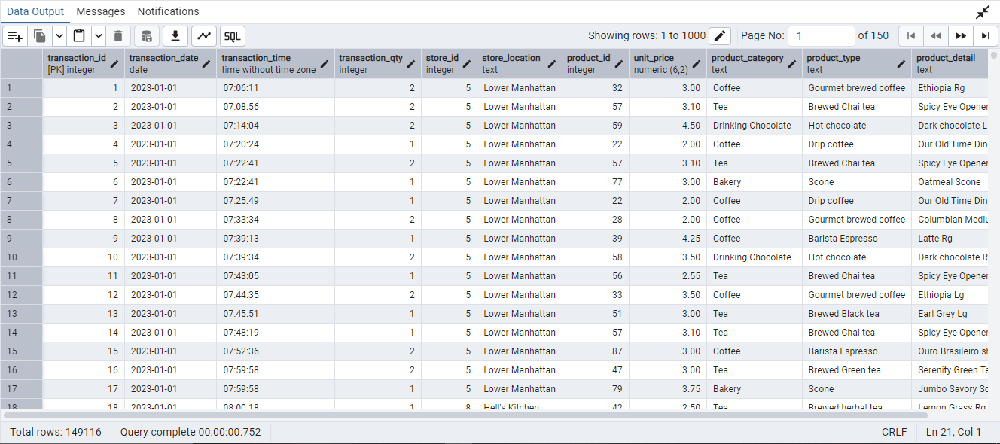 Data Output Messages Notifications
SQL Showing rows: 1 to 1000 Page No: 1 of 150
transaction_id transaction_date transaction_time transaction_qty store_id store_location product_id unit_price product_category product_type product_detail
[PK] integer date time without time zone integer integer text integer numeric (6,2) text text text
1 1 2023-01-01 07:06:11 2 5 Lower Manhattan 32 3.00 Coffee Gourmet brewed coffee Ethiopia Rg
2 2 2023-01-01 07:08:56 2 5 Lower Manhattan 57 3.10 Tea Brewed Chai tea Spicy Eye Opener
3 3 2023-01-01 07:14:04 2 5 Lower Manhattan 59 4.50 Drinking Chocolate Hot chocolate Dark chocolate L
4 4 2023-01-01 07:20:24 1 5 Lower Manhattan 22 2.00 Coffee Drip coffee Our Old Time Din
5 5 2023-01-01 07:22:41 2 5 Lower Manhattan 57 3.10 Tea Brewed Chai tea Spicy Eye Opener
6 6 2023-01-01 07:22:41 1 5 Lower Manhattan 77 3.00 Bakery Scone Oatmeal Scone
7 7 2023-01-01 07:25:49 1 5 Lower Manhattan 22 2.00 Coffee Drip coffee Our Old Time Din
8 8 2023-01-01 07:33:34 2 5 Lower Manhattan 28 2.00 Coffee Gourmet brewed coffee Columbian Mediu
9 9 2023-01-01 07:39:13 1 5 Lower Manhattan 39 4.25 Coffee Barista Espresso Latte Rg
10 10 2023-01-01 07:39:34 2 5 Lower Manhattan 58 3.50 Drinking Chocolate Hot chocolate Dark chocolate R
11 11 2023-01-01 07:43:05 1 5 Lower Manhattan 56 2.55 Tea Brewed Chai tea Spicy Eye Opener
12 12 2023-01-01 07:44:35 2 5 Lower Manhattan 33 3.50 Coffee Gourmet brewed coffee Ethiopia Lg
13 13 2023-01-01 07:45:51 1 5 Lower Manhattan 51 3.00 Tea Brewed Black tea Earl Grey Lg
14 14 2023-01-01 07:48:19 1 5 Lower Manhattan 57 3.10 Tea Brewed Chai tea Spicy Eye Opener
15 15 2023-01-01 07:52:36 2 5 Lower Manhattan 87 3.00 Coffee Barista Espresso Ouro Brasileiro sh
16 16 2023-01-01 07:59:58 2 5 Lower Manhattan 47 3.00 Tea Brewed Green tea Serenity Green Te
17 17 2023-01-01 07:59:58 1 5 Lower Manhattan 79 3.75 Bakery Scone Jumbo Savory Sc
18 18 2023-01-01 08:00:18 1 8 Hell's Kitchen 42 2.50 Tea Brewed herbal tea Lemon Grass Rg
Total rows: 149116 Query complete 00:00:00.752 CRLF Ln 21, Col 1